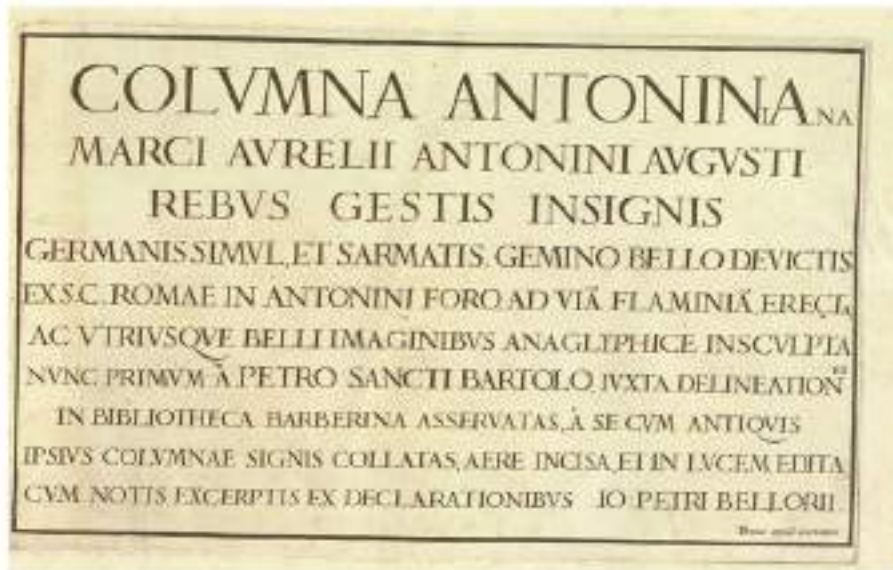 COLVMNA ANTONINIANA
MARCI AVRELII ANTONINI AVGVSTI
REBVS GESTIS INSIGNIS
GERMANIS SIMVL, ET SARMATIS, GEMINO BELLO DEVICTIS
EX S.C. ROMAE IN ANTONINI FORO AD VIÃ FLAMINIÃ, ERECTA
AC VTRIVSQVE BELLI IMAGINIBVS ANAGLYPHICE INSCVLPTA
NVNC PRIMVM À PETRO SANCTI BARTOLO, IVXTA DELINEATIONES
IN BIBLIOTHECA BARBERINA ASSERVATAS, À SE CVM ANTIQVIS
IPSIVS COLVMNAE SIGNIS COLLATAS, AERE INCISA, ET IN LVCEM EDITA
CVM NOTIS EXCERPTIS EX DECLARATIONIBVS IO. PETRI BELLORII.